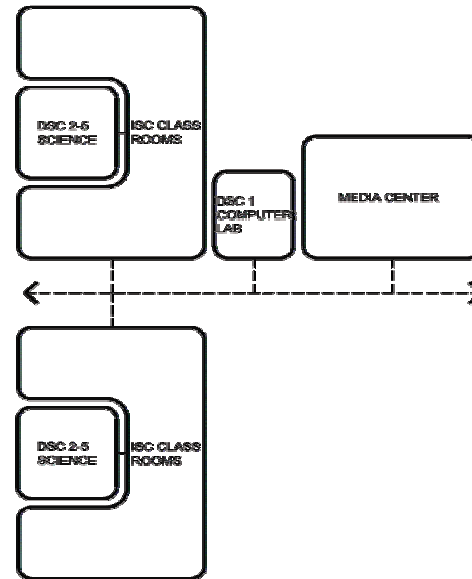 DSC 2-5
SCIENCE
ISC CLASS
ROOMS
DSC 1
COMPUTER
LAB
MEDIA CENTER
DSC 2-5
SCIENCE
ISC CLASS
ROOMS